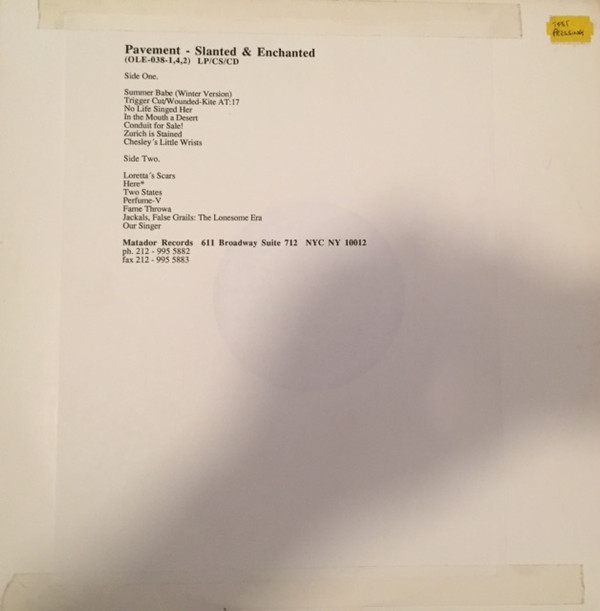 TEST
PRESSING
Pavement - Slanted & Enchanted
(OLE-038-1,4,2) LP/CS/CD
Side One.
Summer Babe (Winter Version)
Trigger Cut/Wounded-Kite AT:17
No Life Singed Her
In the Mouth a Desert
Conduit for Sale!
Zurich is Stained
Chesley's Little Wrists
Side Two.
Loretta's Scars
Here*
Two States
Perfume-V
Fame Throwa
Jackals, False Grails: The Lonesome Era
Our Singer
Matador Records 611 Broadway Suite 712 NYC NY 10012
ph. 212 - 995 5882
fax 212 - 995 5883